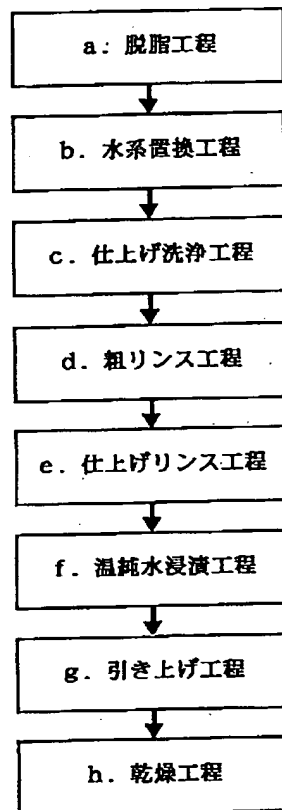 a：脱脂工程
b．水系置換工程
c．仕上げ洗浄工程
d．粗リンス工程
e．仕上げリンス工程
f．温純水浸漬工程
g．引き上げ工程
h．乾燥工程